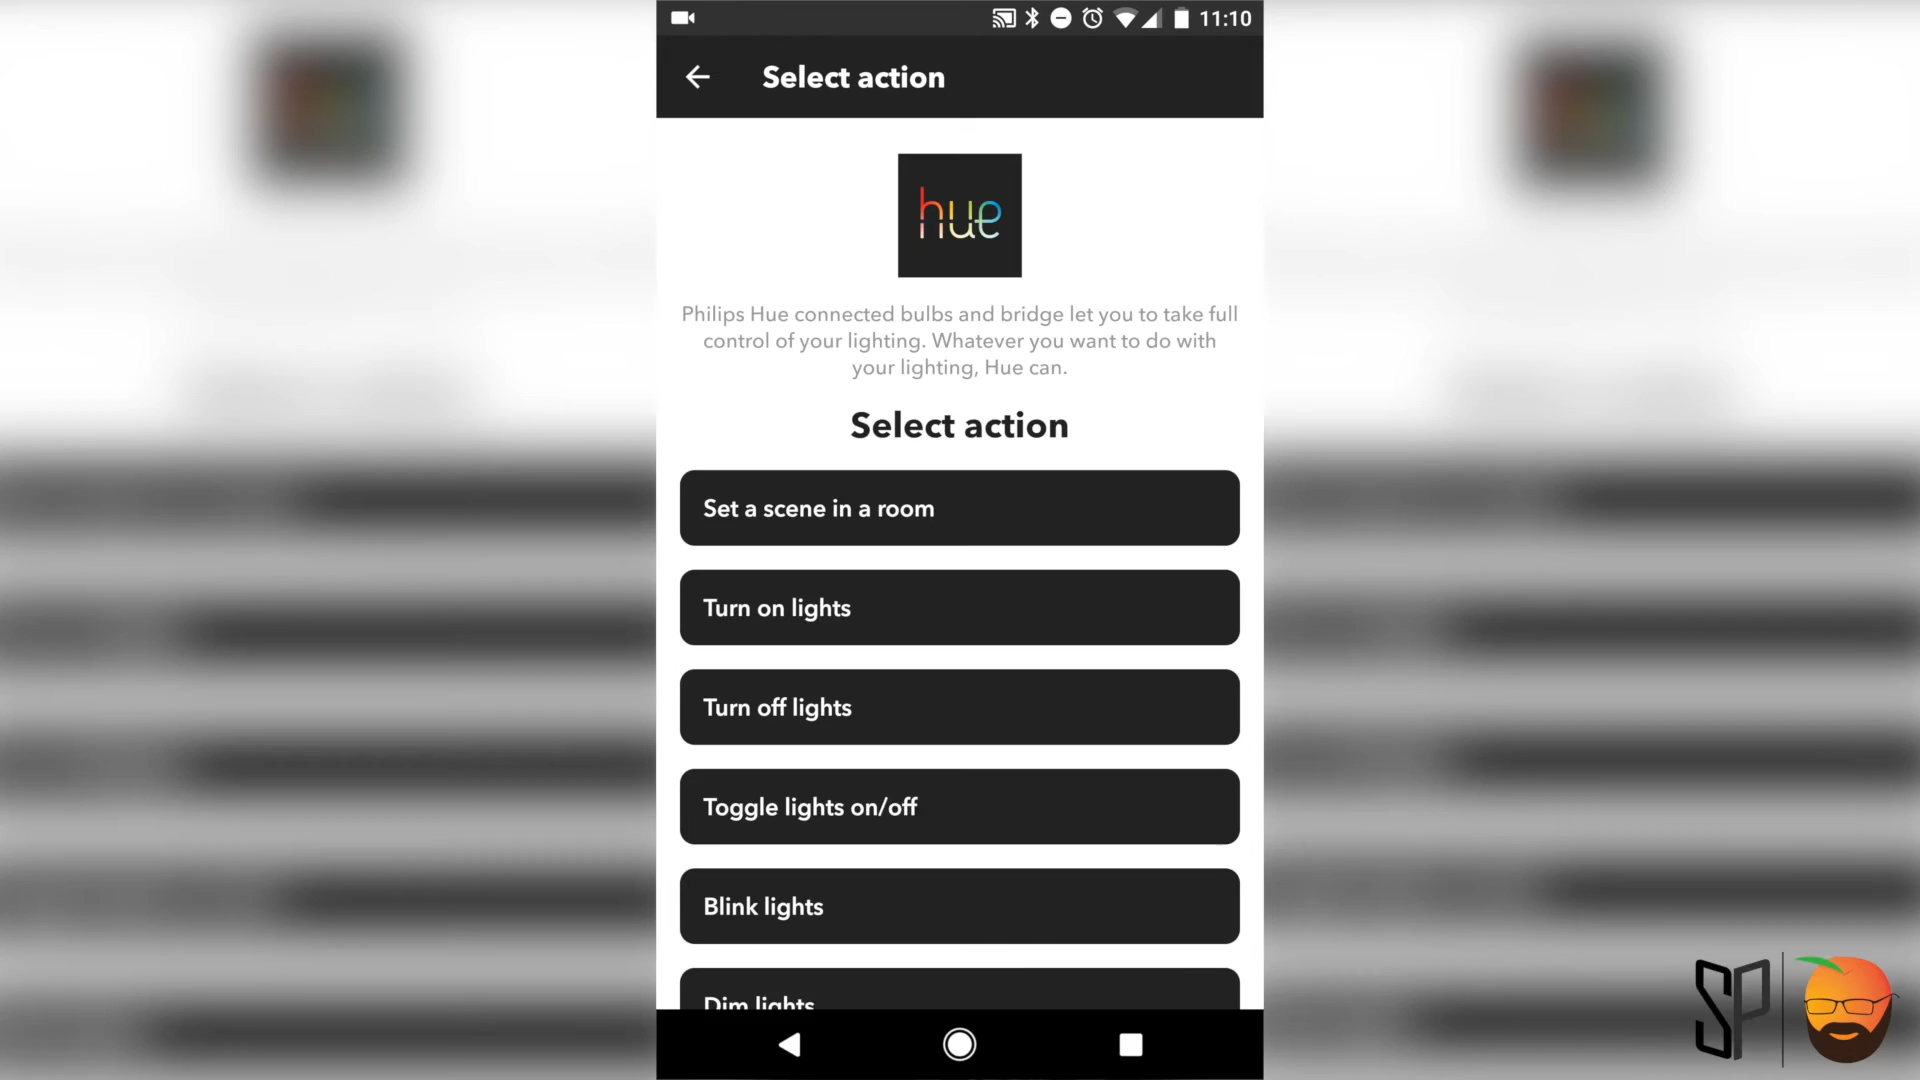 11:10
Select action
hue
Philips Hue connected bulbs and bridge let you to take full
control of your lighting. Whatever you want to do with
your lighting, Hue can.
Select action
Set a scene in a room
Turn on lights
Turn off lights
Toggle lights on/off
Blink lights
Dim lights
SP